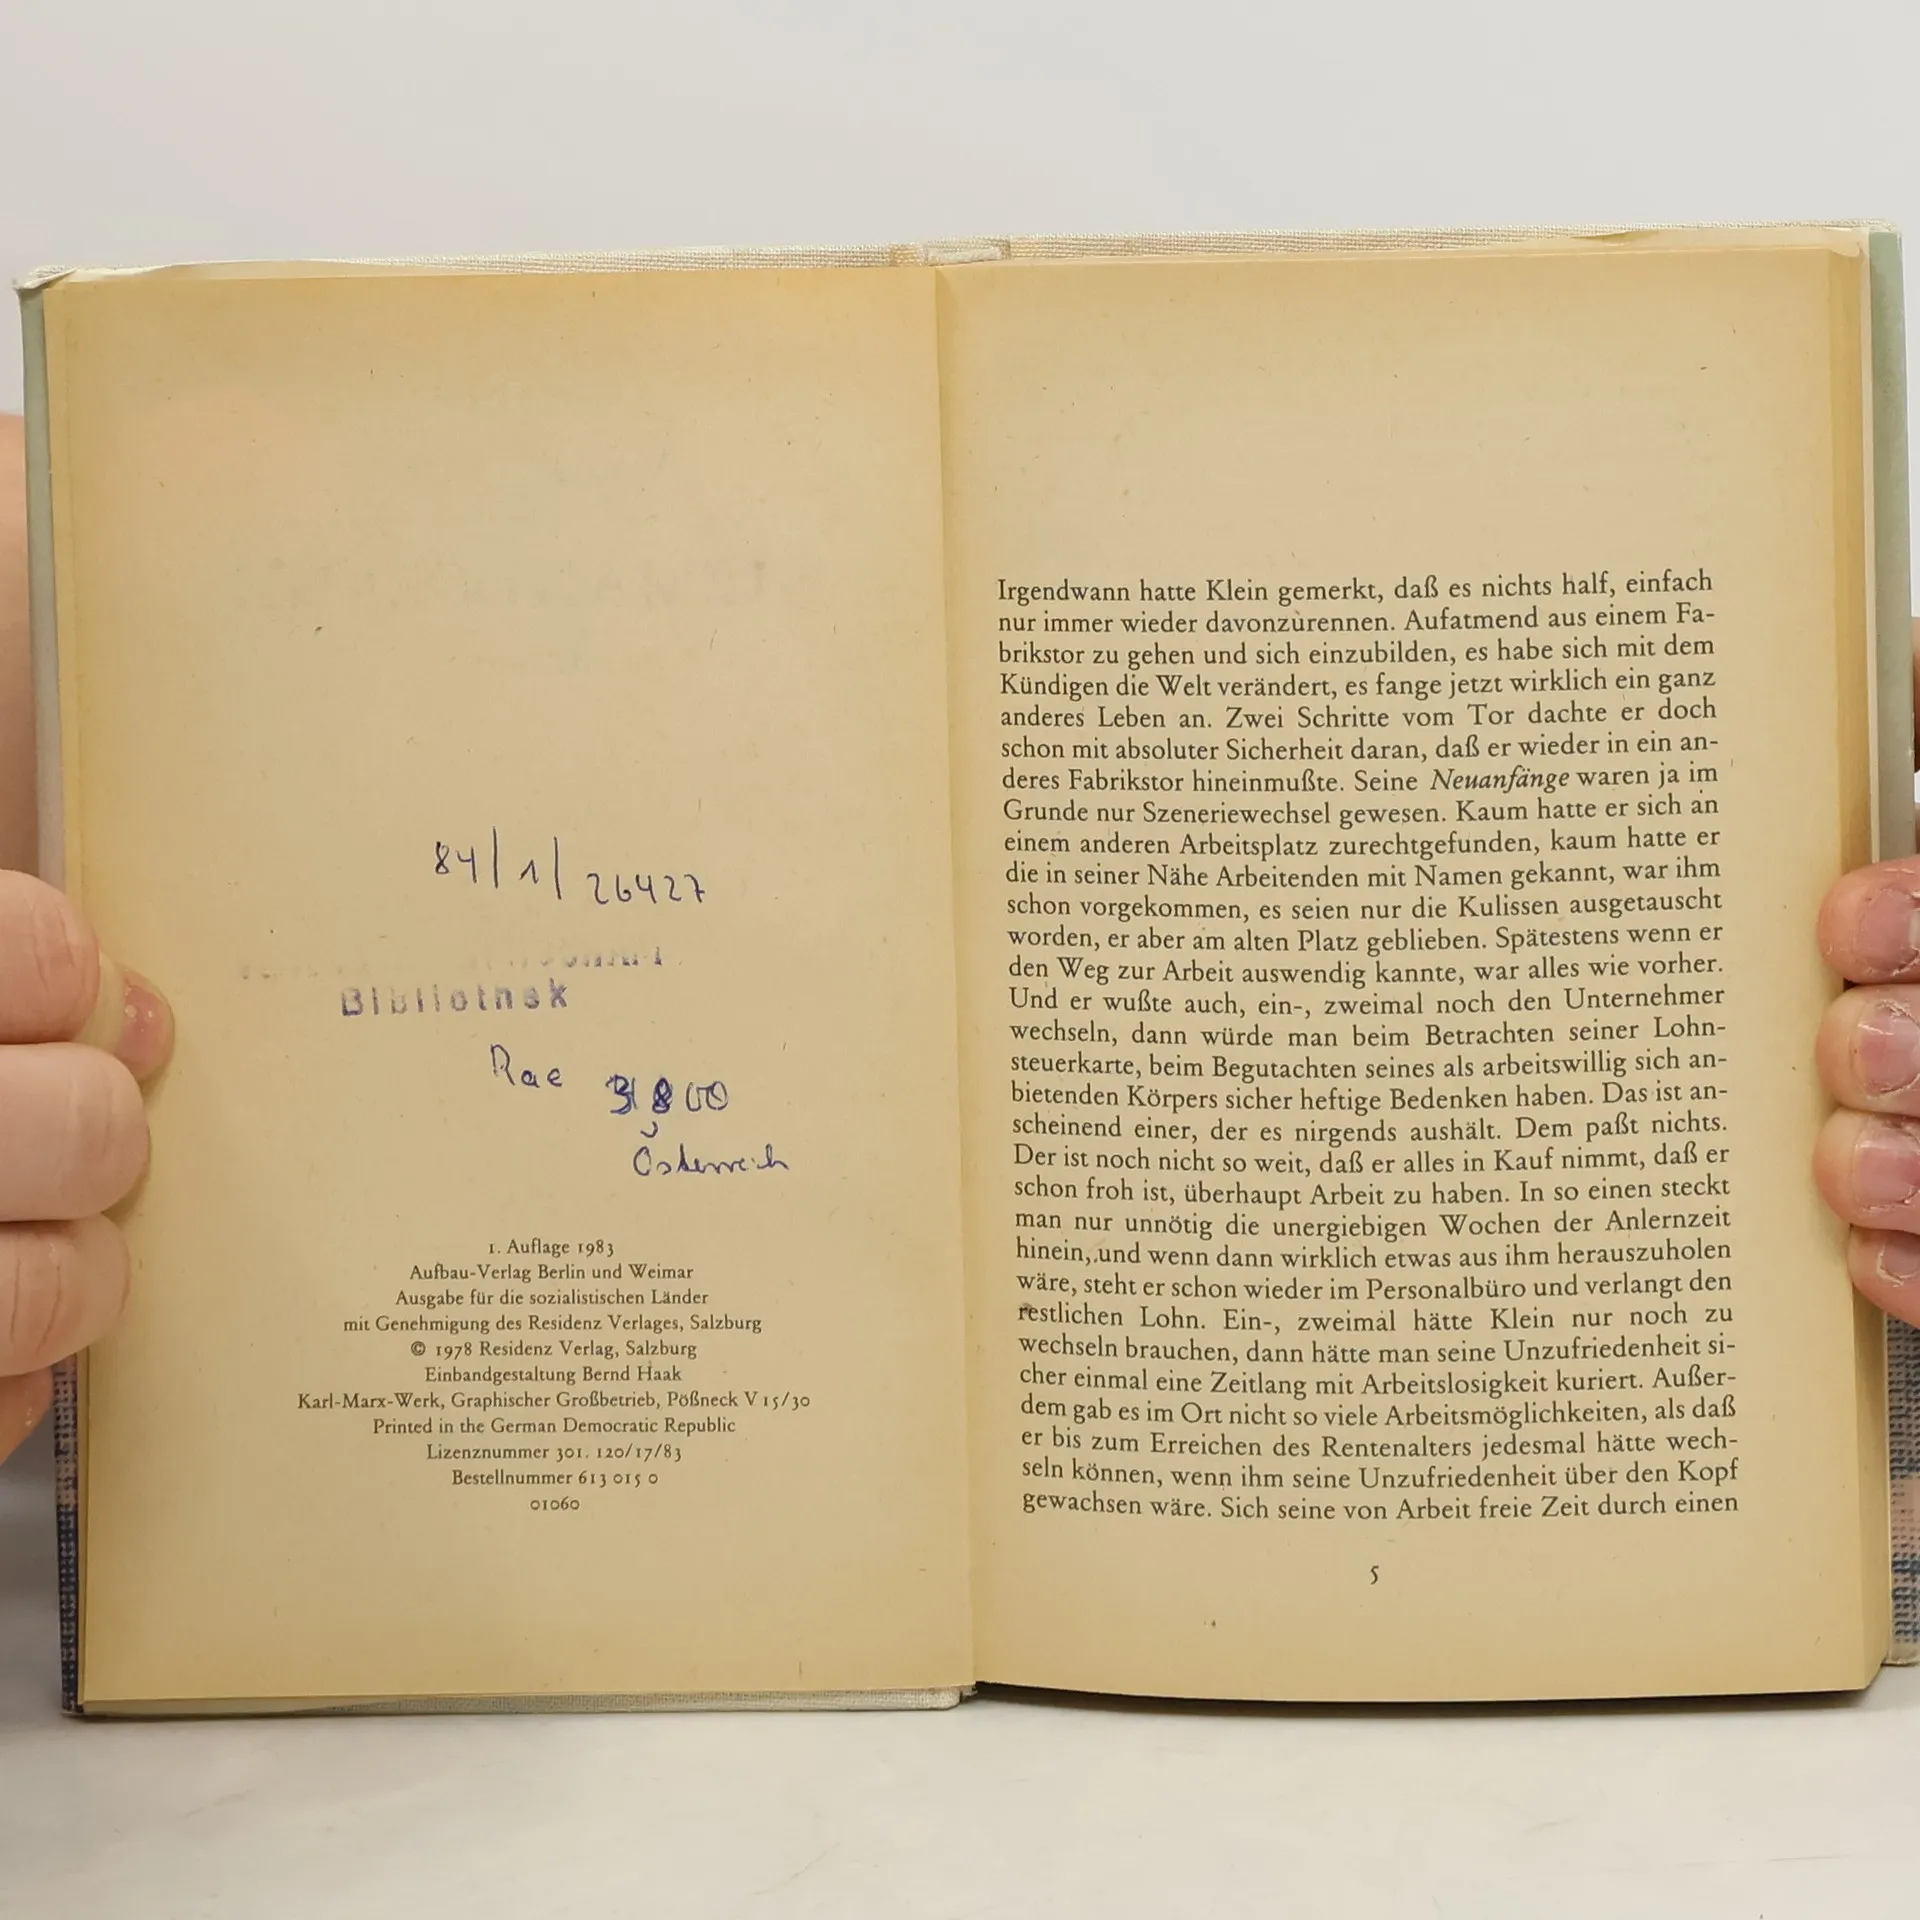 84/1/26427
Bibliothek
Rae
Österreich
1. Auflage 1983
Aufbau-Verlag Berlin und Weimar
Ausgabe für die sozialistischen Länder
mit Genehmigung des Residenz Verlages, Salzburg
© 1978 Residenz Verlag, Salzburg
Einbandgestaltung Bernd Haak
Karl-Marx-Werk, Graphischer Großbetrieb, Pößneck V 15/30
Printed in the German Democratic Republic
Lizenznummer 301. 120/17/83
Bestellnummer 613 015 0
01060
Irgendwann hatte Klein gemerkt, daß es nichts half, einfach
nur immer wieder davonzurennen. Aufatmend aus einem Fa-
brikstor zu gehen und sich einzubilden, es habe sich mit dem
Kündigen die Welt verändert, es fange jetzt wirklich ein ganz
anderes Leben an. Zwei Schritte vom Tor dachte er doch
schon mit absoluter Sicherheit daran, daß er wieder in ein an-
deres Fabrikstor hineinmußte. Seine Neuanfänge waren ja im
Grunde nur Szeneriewechsel gewesen. Kaum hatte er sich an
einem anderen Arbeitsplatz zurechtgefunden, kaum hatte er
die in seiner Nähe Arbeitenden mit Namen gekannt, war ihm
schon vorgekommen, es seien nur die Kulissen ausgetauscht
worden, er aber am alten Platz geblieben. Spätestens wenn er
den Weg zur Arbeit auswendig kannte, war alles wie vorher.
Und er wußte auch, ein-, zweimal noch den Unternehmer
wechseln, dann würde man beim Betrachten seiner Lohn-
steuerkarte, beim Begutachten seines als arbeitswillig sich an-
bietenden Körpers sicher heftige Bedenken haben. Das ist an-
scheinend einer, der es nirgends aushält. Dem paßt nichts.
Der ist noch nicht so weit, daß er alles in Kauf nimmt, daß er
schon froh ist, überhaupt Arbeit zu haben. In so einen steckt
man nur unnötig die unergiebigen Wochen der Anlernzeit
hinein, und wenn dann wirklich etwas aus ihm herauszuholen
wäre, steht er schon wieder im Personalbüro und verlangt den
restlichen Lohn. Ein-, zweimal hätte Klein nur noch zu
wechseln brauchen, dann hätte man seine Unzufriedenheit si-
cher einmal eine Zeitlang mit Arbeitslosigkeit kuriert. Außer-
dem gab es im Ort nicht so viele Arbeitsmöglichkeiten, als daß
er bis zum Erreichen des Rentenalters jedesmal hätte wech-
seln können, wenn ihm seine Unzufriedenheit über den Kopf
gewachsen wäre. Sich seine von Arbeit freie Zeit durch einen
5